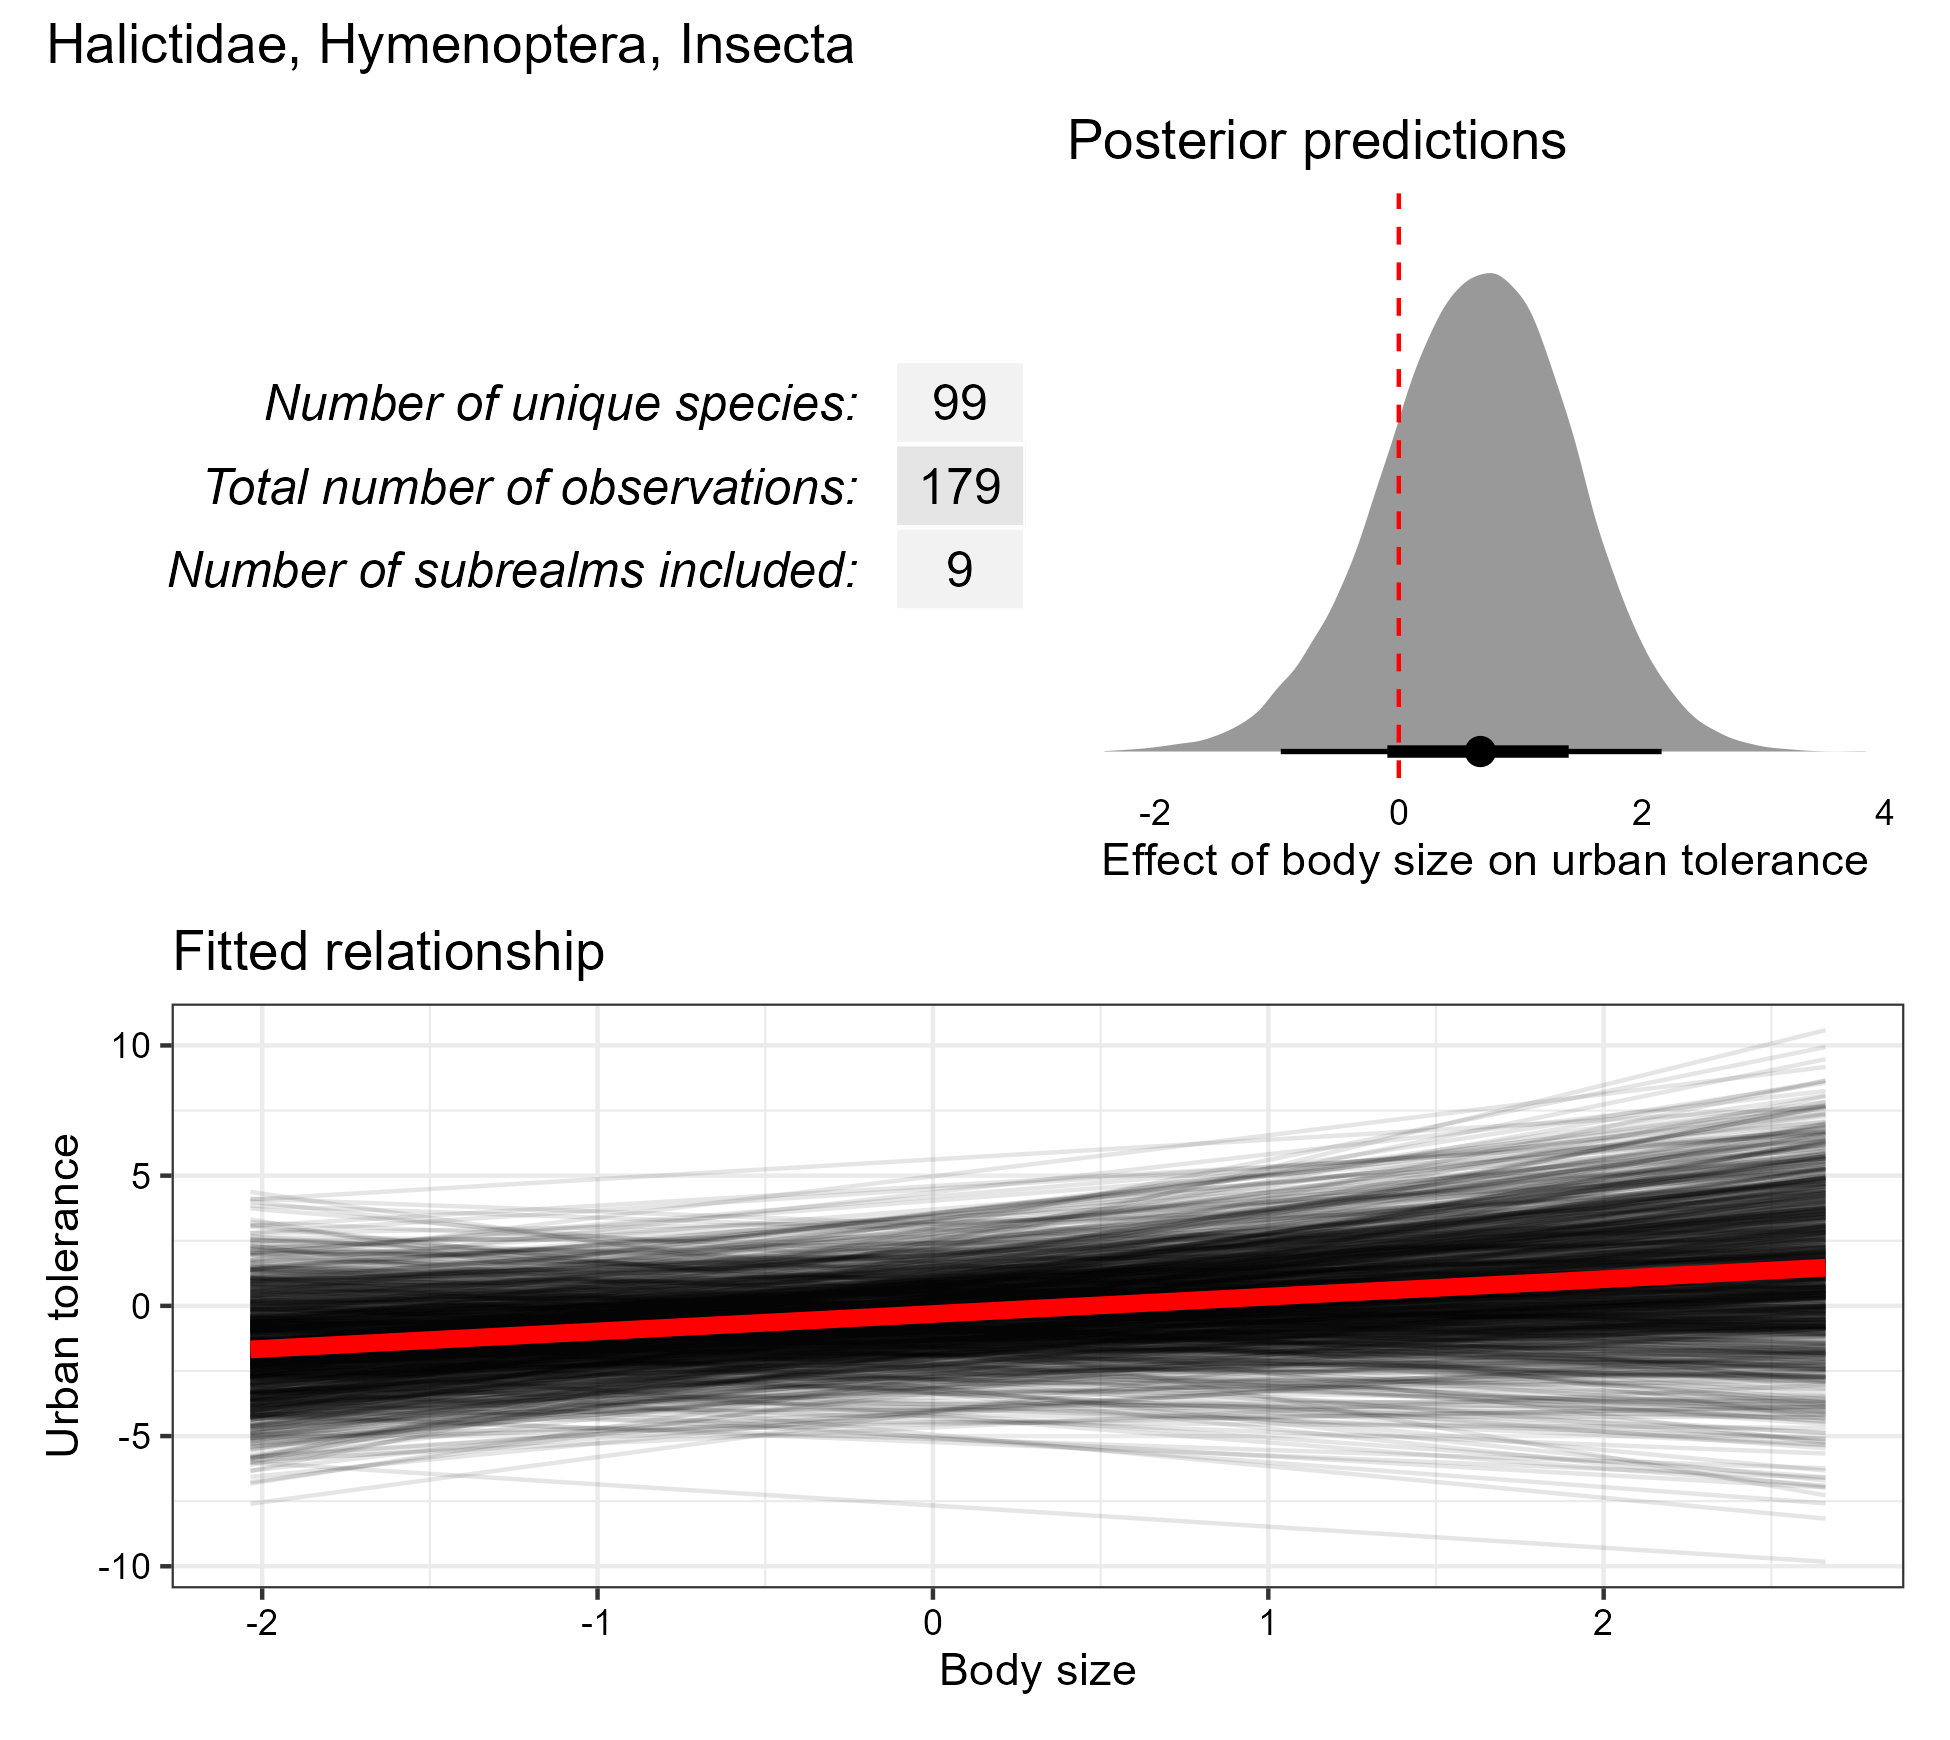 Halictidae, Hymenoptera, Insecta
Posterior predictions
Number of unique species: 99
Total number of observations: 179
Number of subrealms included: 9
-2 0 2 4
Effect of body size on urban tolerance
Fitted relationship
10
5
0
-5
-10
Urban tolerance
-2 -1 0 1 2
Body size